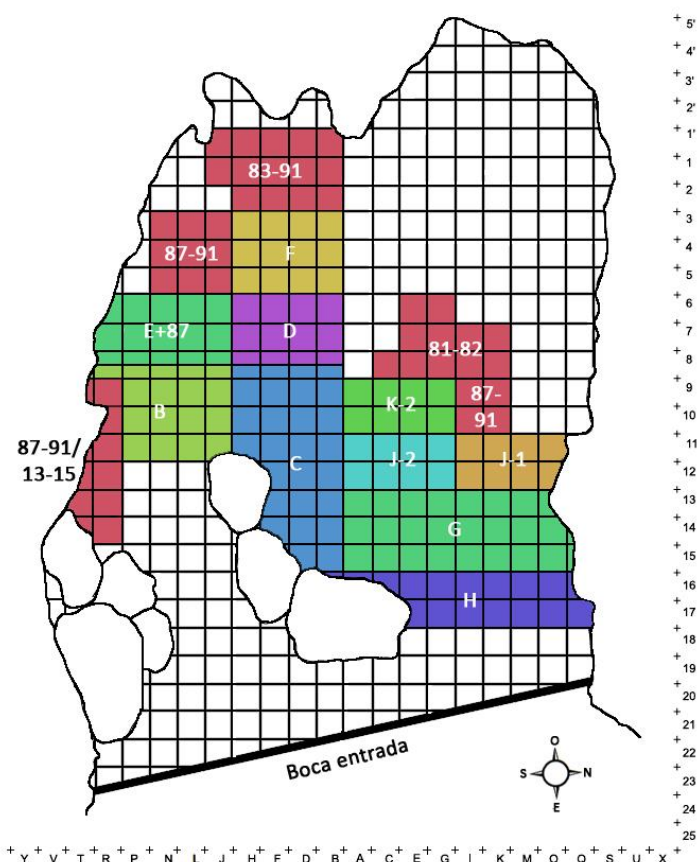 5'
4'
3'
2'
1'
1
2
3
4
5
6
7
8
9
10
11
12
13
14
15
16
17
18
19
20
21
22
23
24
25
83-91
87-91
F
E+87
D
81-82
B
K-2
87-
91
87-91/
13-15
C
J-2
J-1
G
H
Boca entrada
O
S
N
E
Y V T R P N L J H F D B A C E G I K M O Q S U X